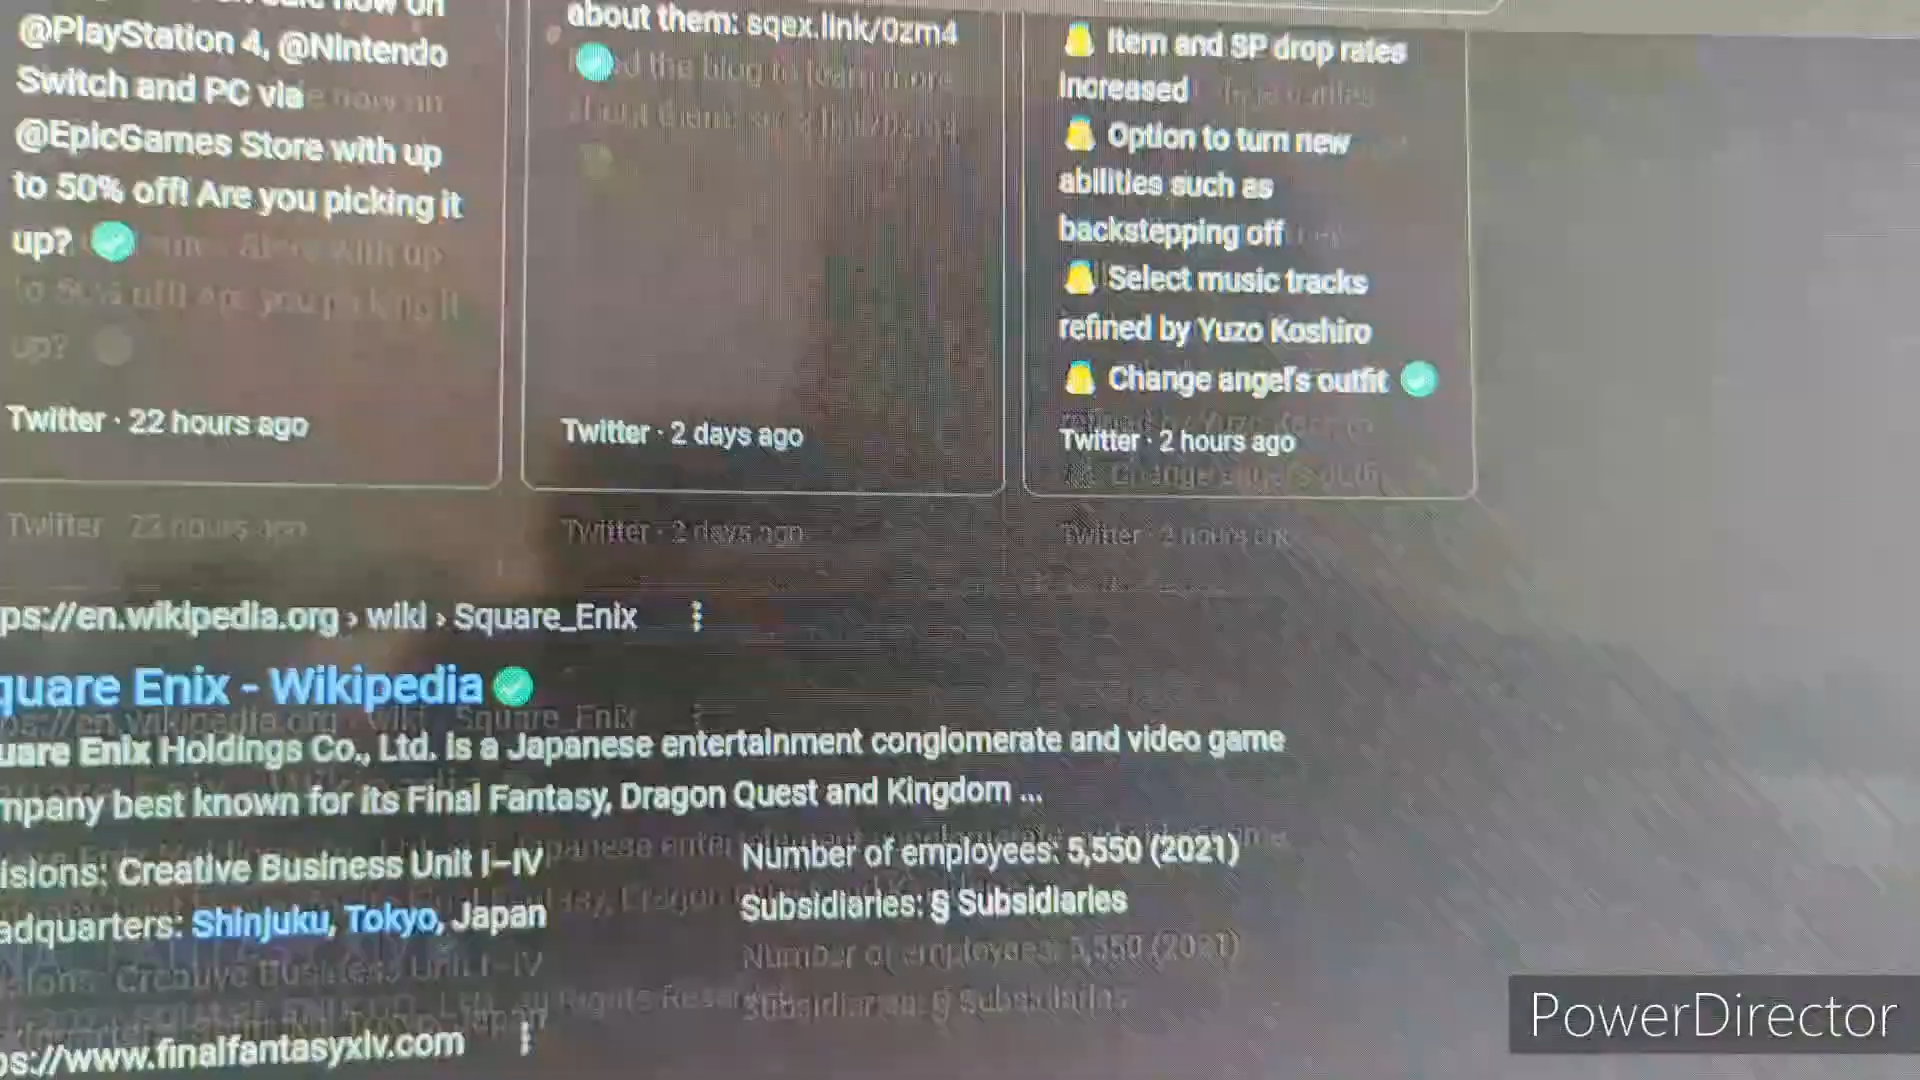 @PlayStation 4, @Nintendo
Switch and PC via
@EpicGames Store with up
to 50% off! Are you picking it
up?
Twitter · 22 hours ago
about them: sqex.link/0zm4
Twitter · 2 days ago
Item and SP drop rates
increased
Option to turn new
abilities such as
backstepping off
Select music tracks
refined by Yuzo Koshiro
Change angel's outfit
Twitter · 2 hours ago
ps://en.wikipedia.org › wiki › Square_Enix
quare Enix - Wikipedia
uare Enix Holdings Co., Ltd. is a Japanese entertainment conglomerate and video game
mpany best known for its Final Fantasy, Dragon Quest and Kingdom ...
isions: Creative Business Unit I–IV
Number of employees: 5,550 (2021)
adquarters: Shinjuku, Tokyo, Japan
Subsidiaries: § Subsidiaries
ps://www.finalfantasyxiv.com
PowerDirector